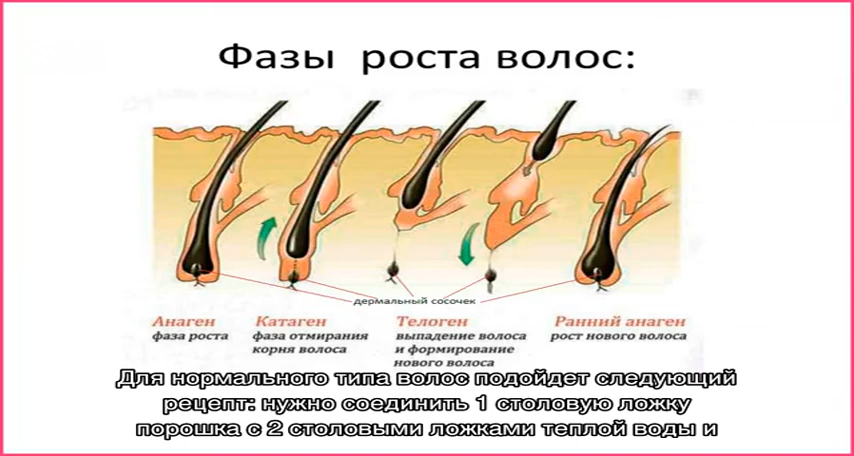 Фазы роста волос:
дермальный сосочек
Анаген
фаза роста
Катаген
фаза отмирания
корня волоса
Телоген
выпадение волоса
и формирование
нового волоса
Ранний анаген
рост нового волоса
Для нормального типа волос подойдет следующий
рецепт: нужно соединить 1 столовую ложку
порошка с 2 столовыми ложками теплой воды и